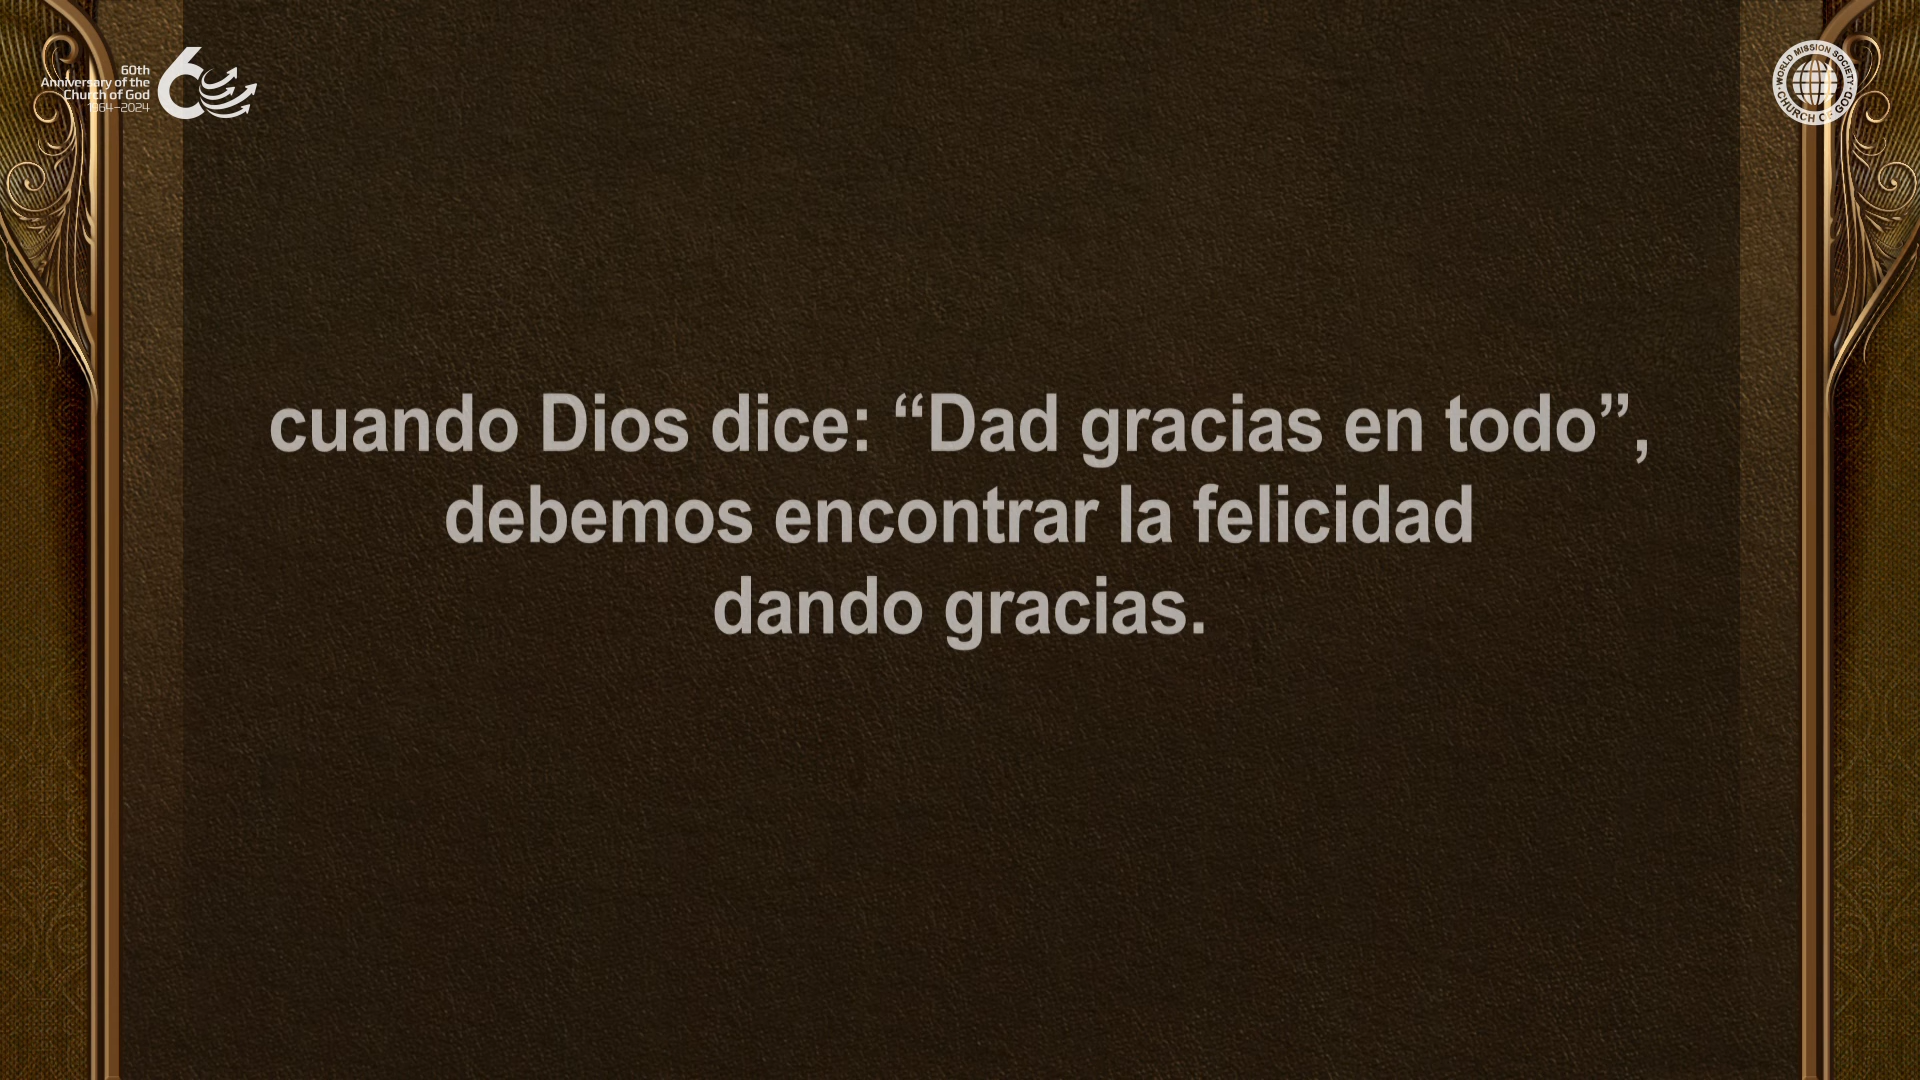 60th
Anniversary of the
Church of God
1964–2024
60
WORLD MISSION SOCIETY
CHURCH OF GOD
cuando Dios dice: “Dad gracias en todo”,
debemos encontrar la felicidad
dando gracias.